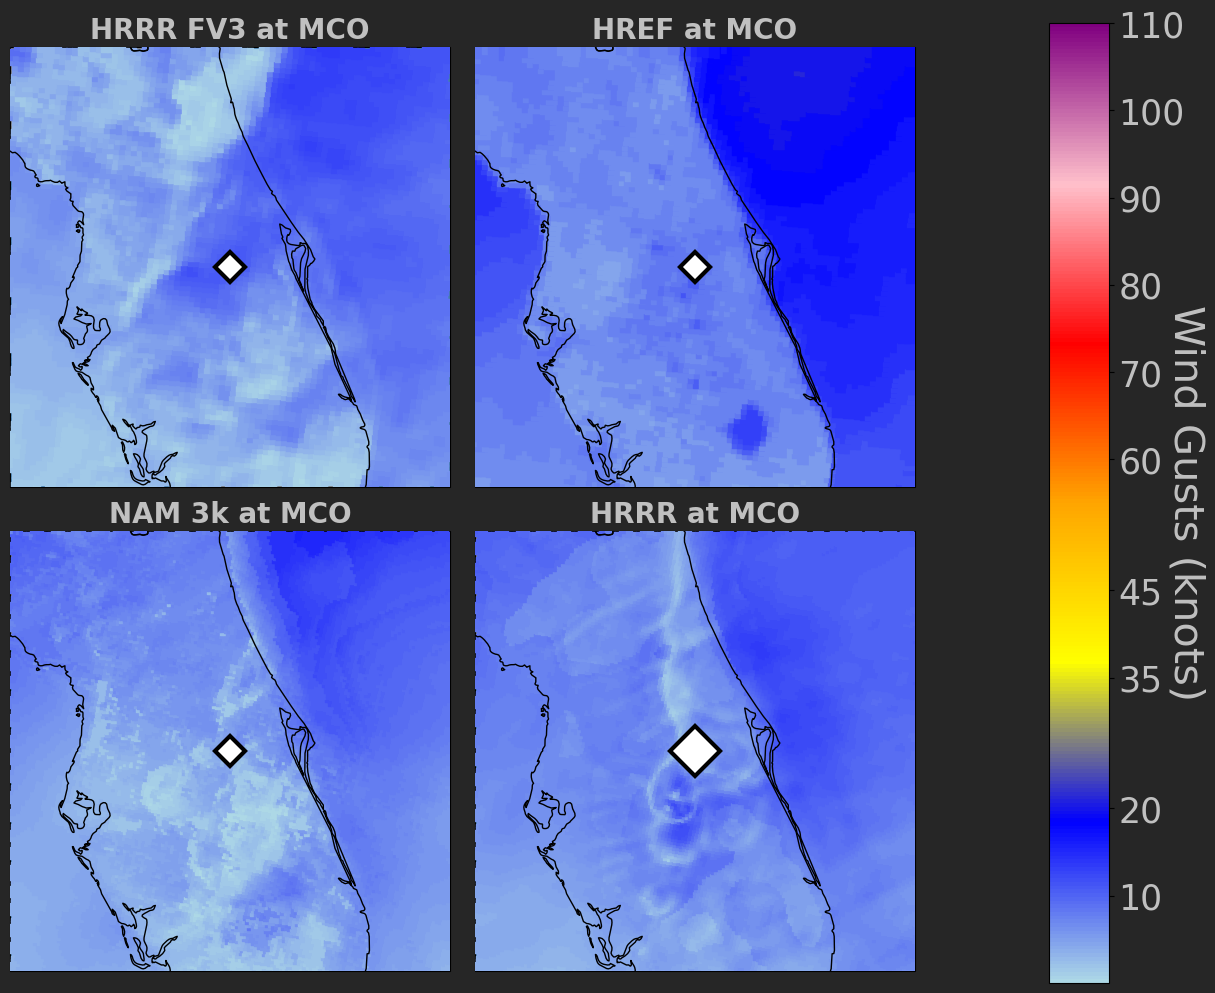 HRRR FV3 at MCO
HREF at MCO
NAM 3k at MCO
HRRR at MCO
110
100
90
80
70
60
45
35
20
10
Wind Gusts (knots)